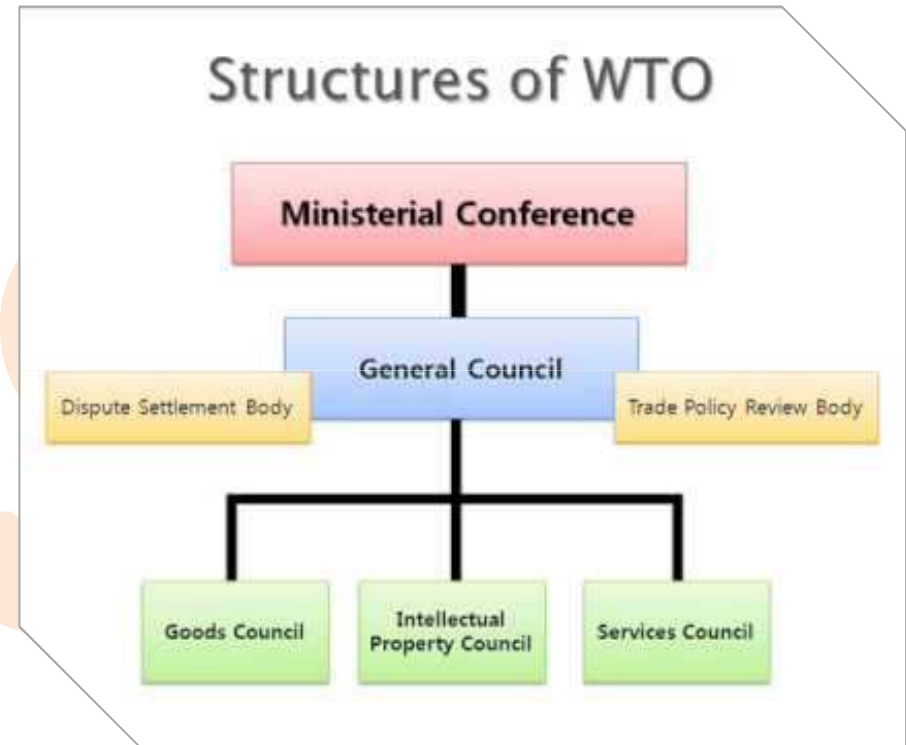 Structures of WTO
Ministerial Conference
General Council
Dispute Settlement Body
Trade Policy Review Body
Goods Council
Intellectual
Property Council
Services Council